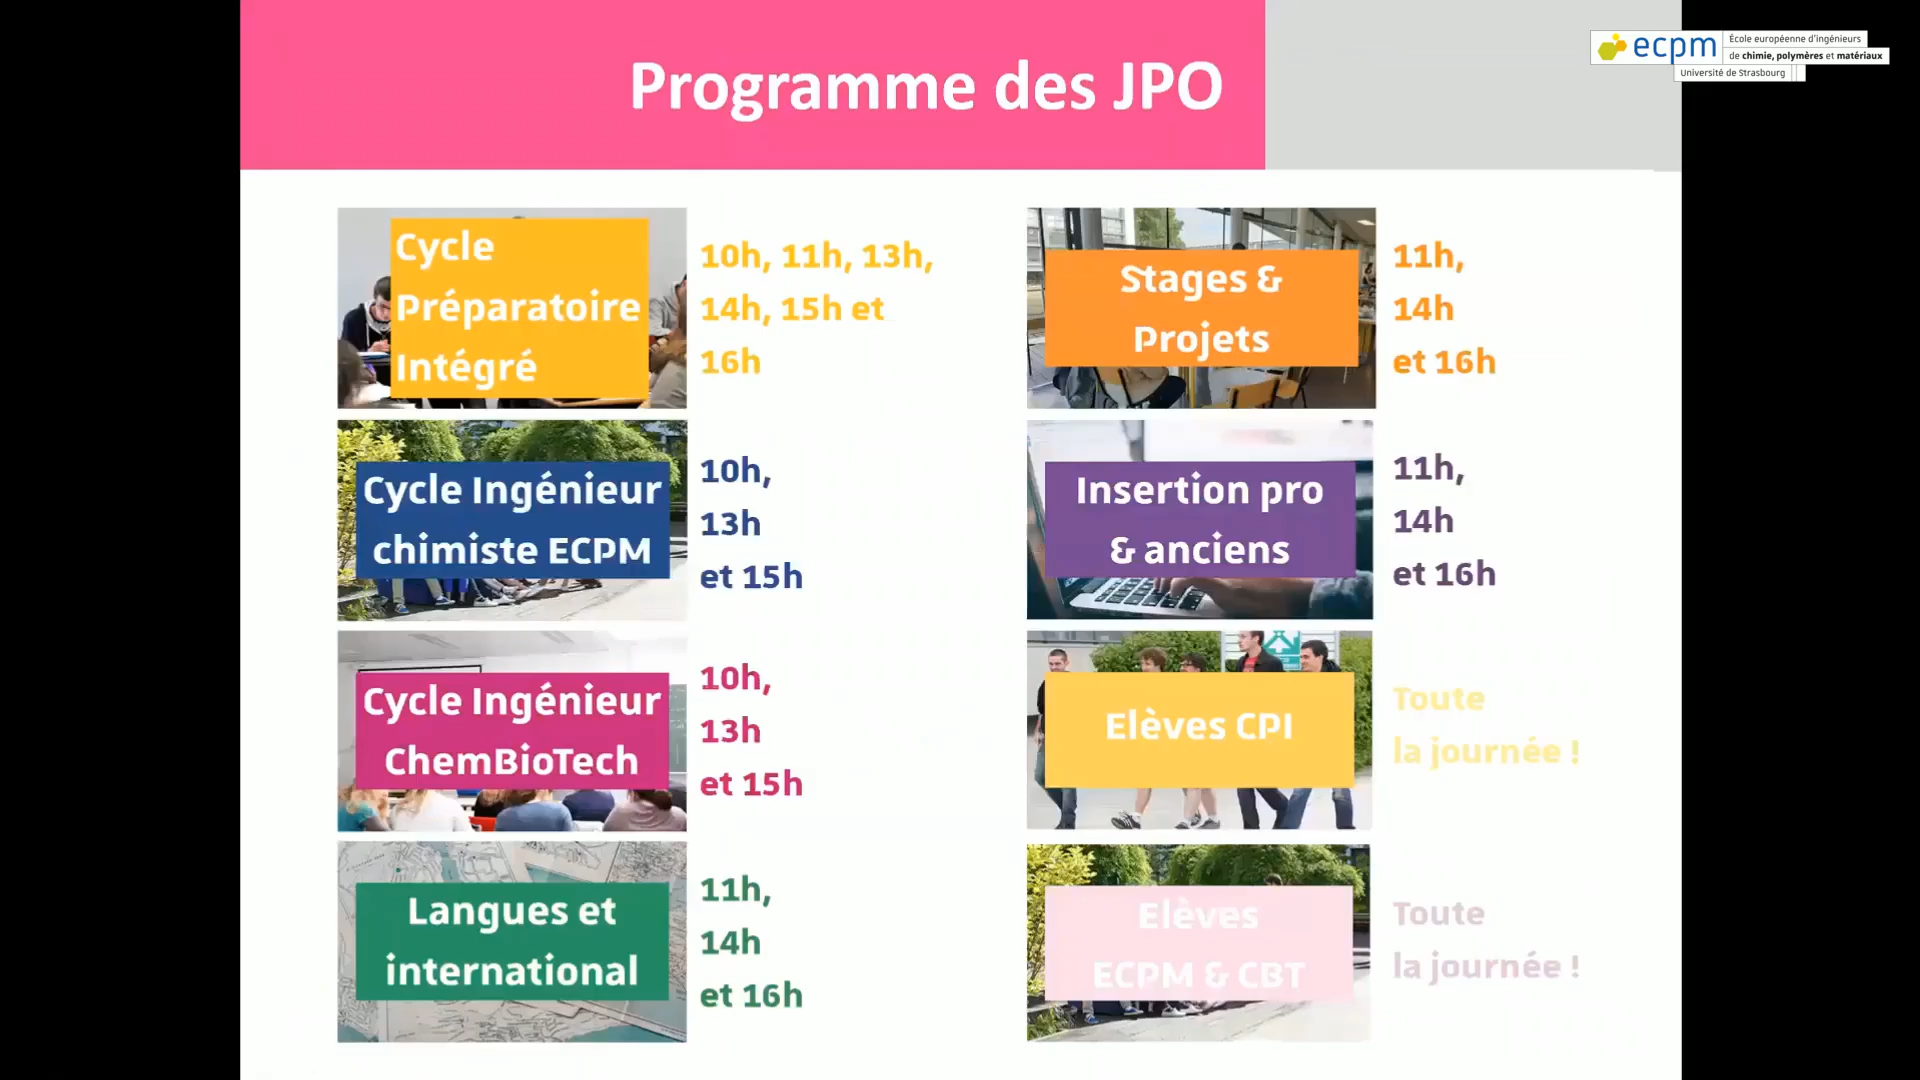 Programme des JPO
ecpm
École européenne d'ingénieurs
de chimie, polymères et matériaux
Université de Strasbourg
Cycle
Préparatoire
Intégré
10h, 11h, 13h,
14h, 15h et
16h
Cycle Ingénieur
chimiste ECPM
10h,
13h
et 15h
Cycle Ingénieur
ChemBioTech
10h,
13h
et 15h
Langues et
international
11h,
14h
et 16h
Stages &
Projets
11h,
14h
et 16h
Insertion pro
& anciens
11h,
14h
et 16h
Elèves CPI
Toute
la journée !
Elèves
ECPM & CBT
Toute
la journée !